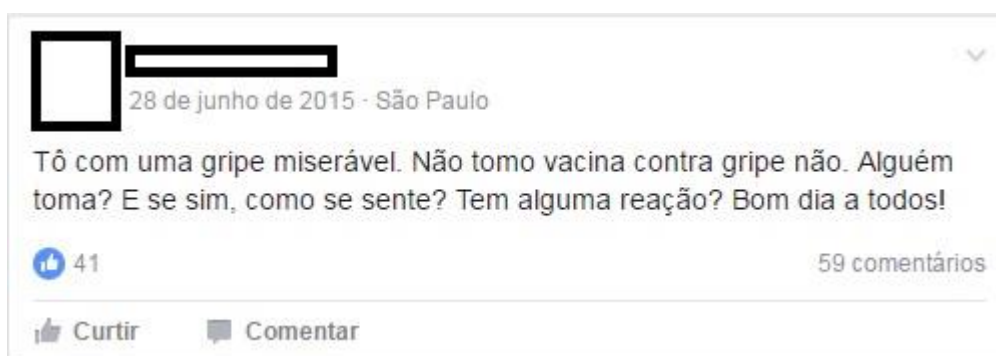 28 de junho de 2015 · São Paulo
Tô com uma gripe miserável. Não tomo vacina contra gripe não. Alguém
toma? E se sim, como se sente? Tem alguma reação? Bom dia a todos!
41
59 comentários
Curtir
Comentar